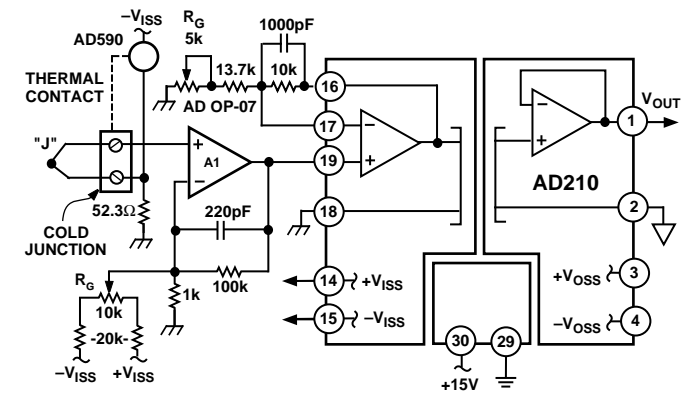 −VISS
AD590
RG
5k
1000pF
13.7k
10k
THERMAL
CONTACT
AD OP-07
16
17
19
18
14
15
+VISS
−VISS
"J"
A1
+
−
52.3Ω
COLD
JUNCTION
220pF
100k
1k
RG
10k
-20k-
−VISS
+VISS
−
+
−
+
AD210
1
VOUT
2
3
+VOSS
4
−VOSS
30
29
+15V